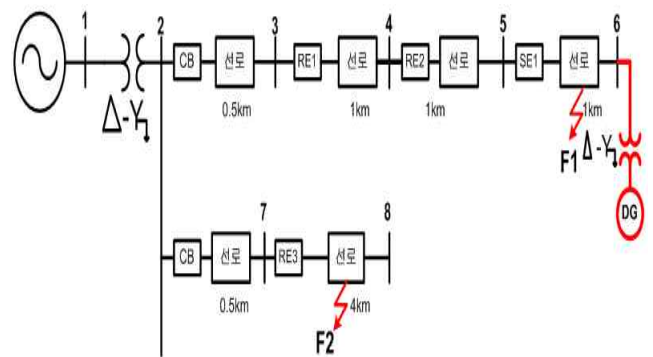 1 2 3 4 5 6
CB 선로 RE1 선로 RE2 선로 SE1 선로
Δ-Y 0.5km 1km 1km 1km
F1 Δ-Y
DG
7 8
CB 선로 RE3 선로
0.5km 4km
F2